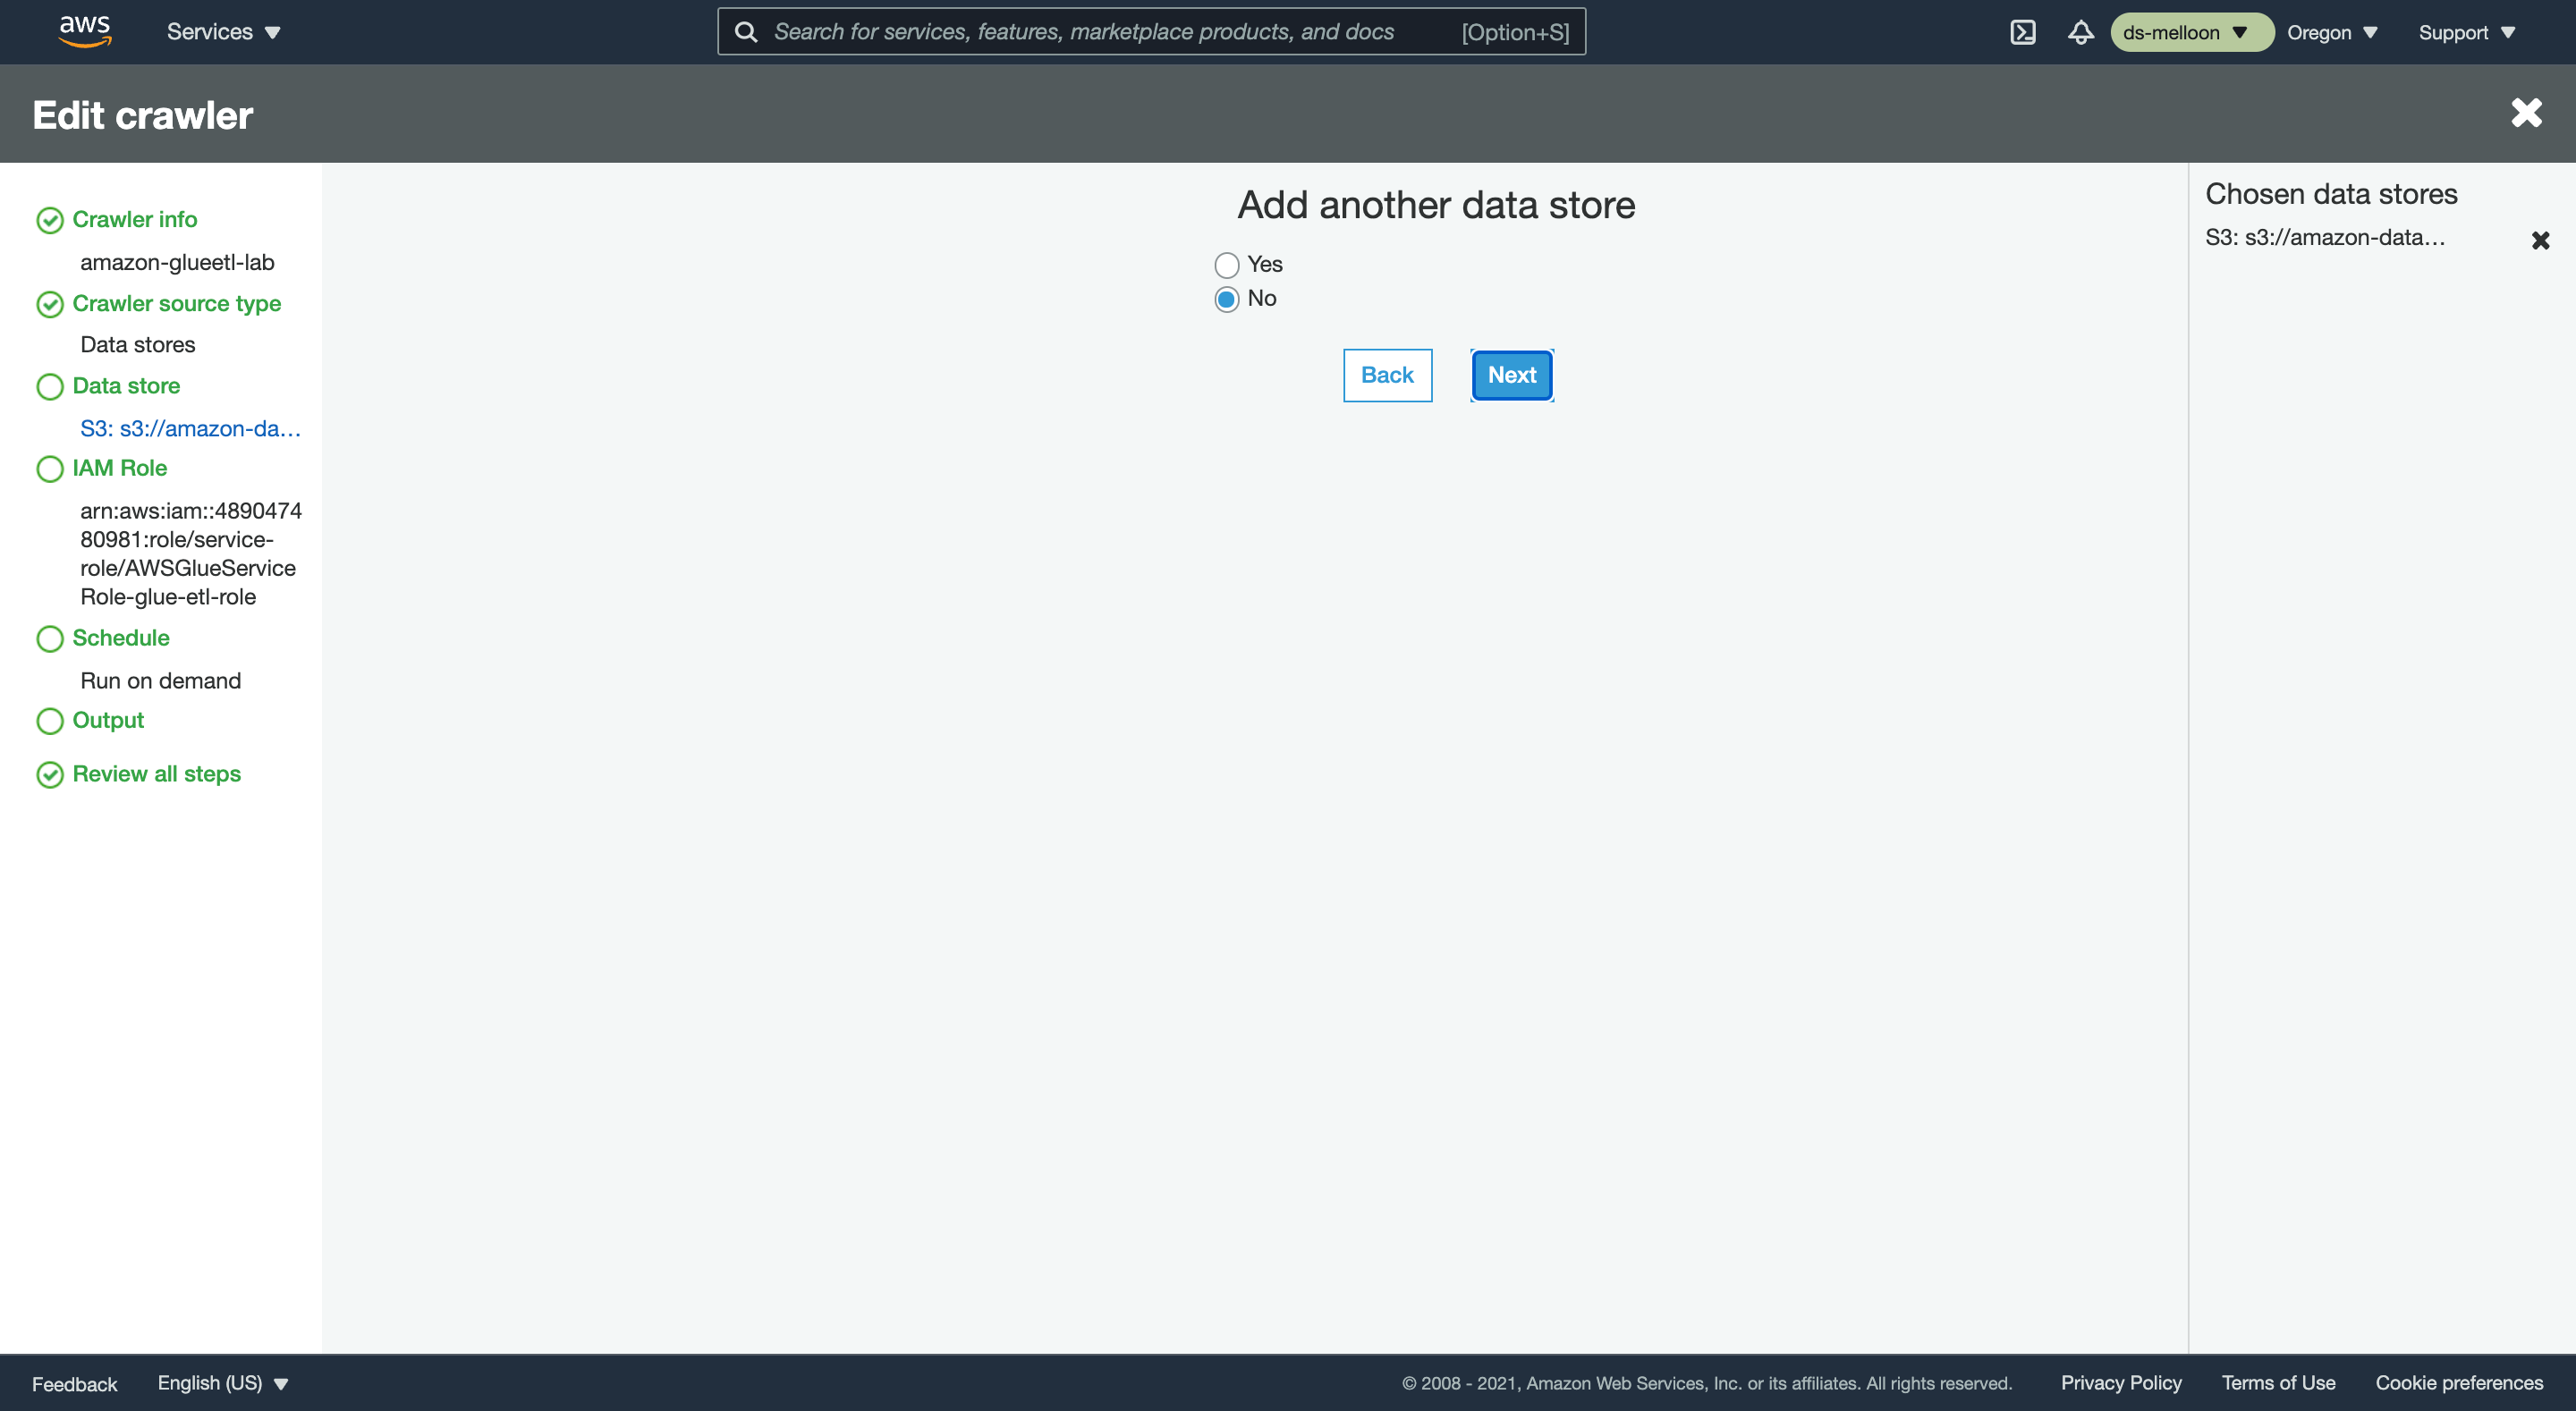 aws
Services
Search for services, features, marketplace products, and docs
[Option+S]
ds-melloon
Oregon
Support
Edit crawler
Crawler info
amazon-glueetl-lab
Crawler source type
Data stores
Data store
S3: s3://amazon-da...
IAM Role
arn:aws:iam::4890474
80981:role/service-
role/AWSGlueService
Role-glue-etl-role
Schedule
Run on demand
Output
Review all steps
Add another data store
Yes
No
Back
Next
Chosen data stores
S3: s3://amazon-data...
Feedback
English (US)
© 2008 - 2021, Amazon Web Services, Inc. or its affiliates. All rights reserved.
Privacy Policy
Terms of Use
Cookie preferences